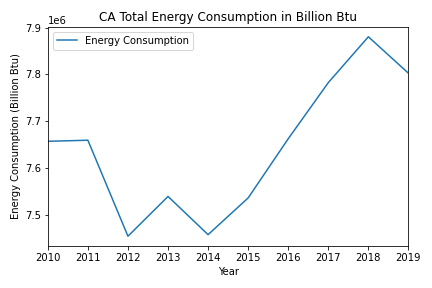 CA Total Energy Consumption in Billion Btu
1e6
Energy Consumption
Energy Consumption (Billion Btu)
7.9
7.8
7.7
7.6
7.5
2010 2011 2012 2013 2014 2015 2016 2017 2018 2019
Year